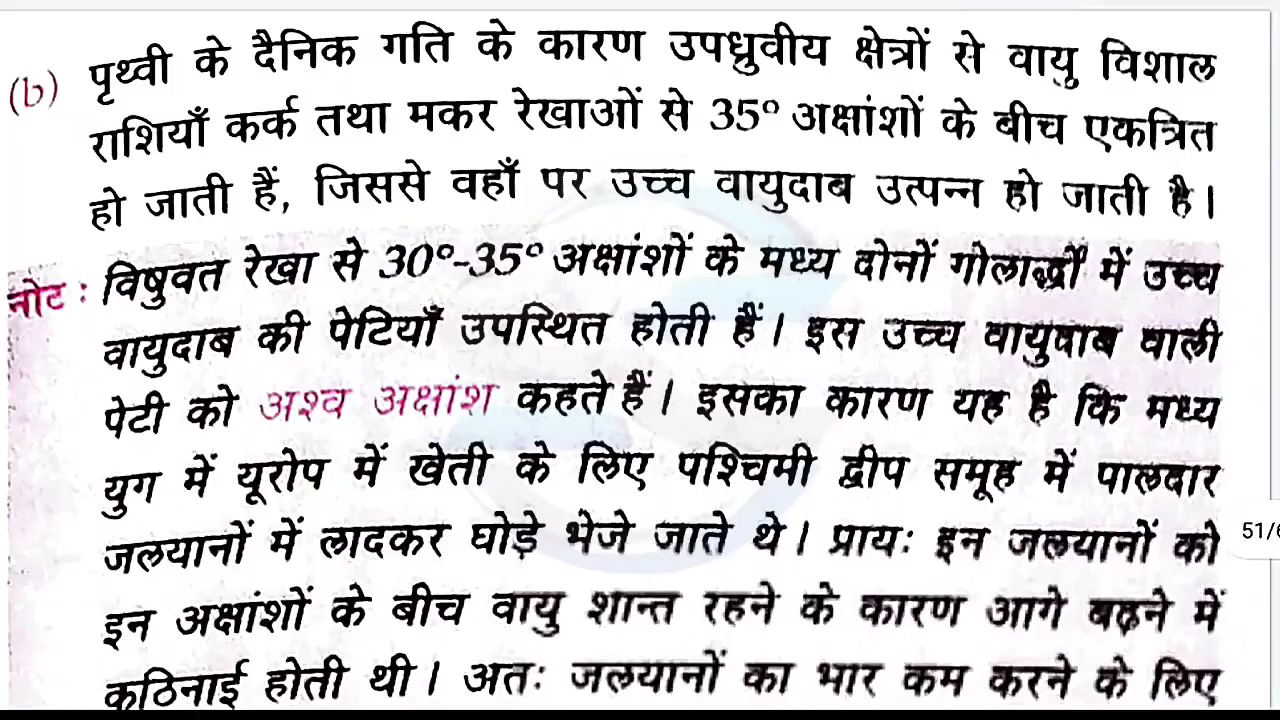 (b) पृथ्वी के दैनिक गति के कारण उपध्रुवीय क्षेत्रों से वायु विशाल
राशियाँ कर्क तथा मकर रेखाओं से 35° अक्षांशों के बीच एकत्रित
हो जाती हैं, जिससे वहाँ पर उच्च वायुदाब उत्पन्न हो जाती है।
नोट : विषुवत रेखा से 30°-35° अक्षांशों के मध्य दोनों गोलार्द्धों में उच्च
वायुदाब की पेटियाँ उपस्थित होती हैं। इस उच्च वायुदाब वाली
पेटी को अश्व अक्षांश कहते हैं। इसका कारण यह है कि मध्य
युग में यूरोप में खेती के लिए पश्चिमी द्वीप समूह में पालदार
जलयानों में लादकर घोड़े भेजे जाते थे। प्रायः इन जलयानों को
51/6
इन अक्षांशों के बीच वायु शान्त रहने के कारण आगे बढ़ने में
कठिनाई होती थी। अतः जलयानों का भार कम करने के लिए